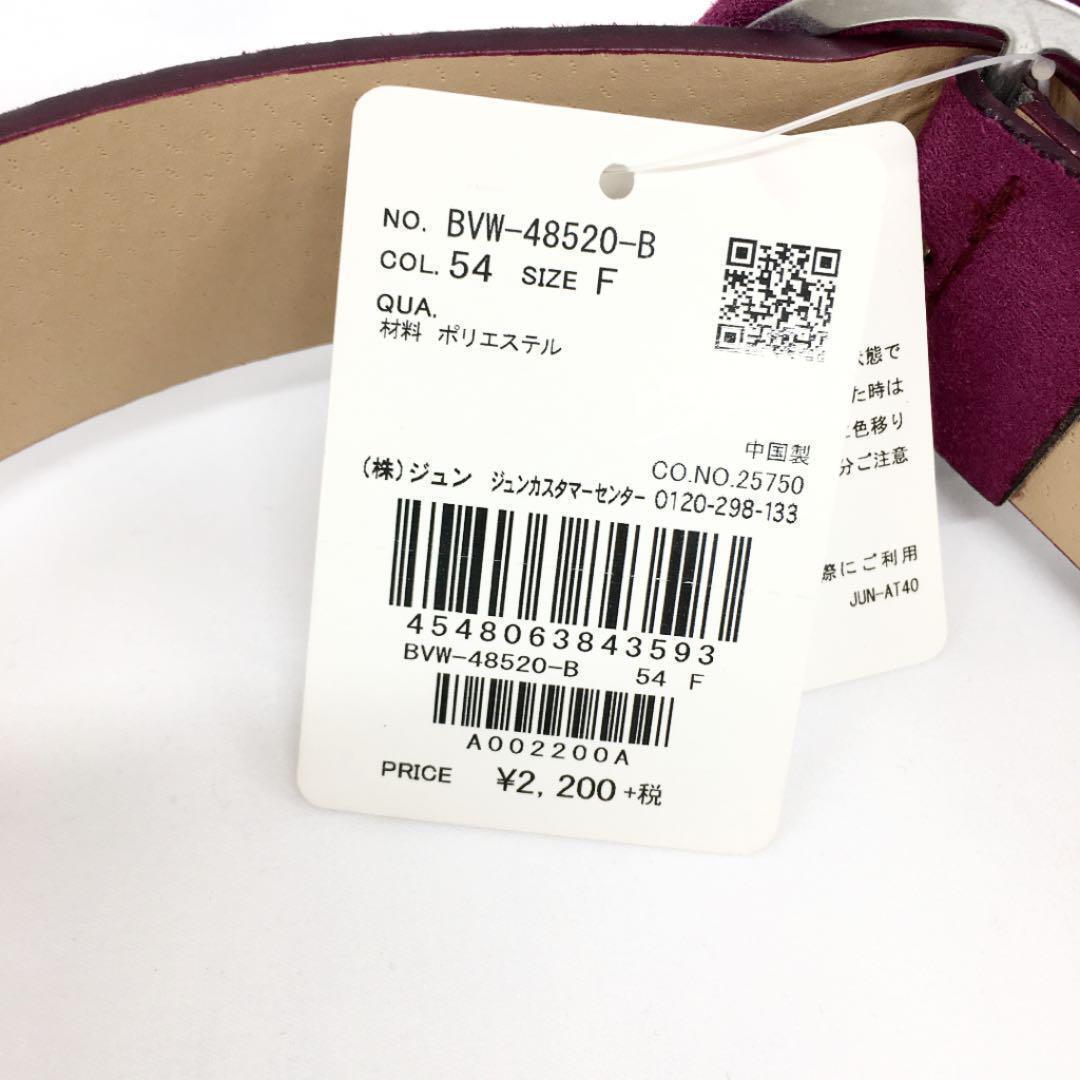 NO. BVW-48520-B
COL. 54 SIZE F
QUA.
材料 ポリエステル
中国製
CO.NO.25750
(株)ジュン ジュンカスタマーセンター 0120-298-133
4548063843593
BVW-48520-B 54 F
A002200A
PRICE ¥2, 200 +税
態で
た時は
色移り
分ご注意
際にご利用
JUN-AT40